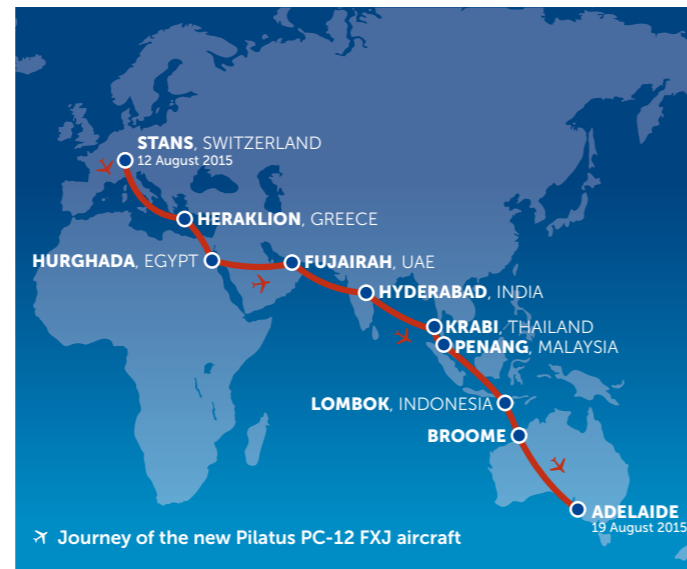 STANS, SWITZERLAND
12 August 2015
HERAKLION, GREECE
HURGHADA, EGYPT
FUJAIRAH, UAE
HYDERABAD, INDIA
KRABI, THAILAND
PENANG, MALAYSIA
LOMBOK, INDONESIA
BROOME
ADELAIDE
19 August 2015
Journey of the new Pilatus PC-12 FXJ aircraft